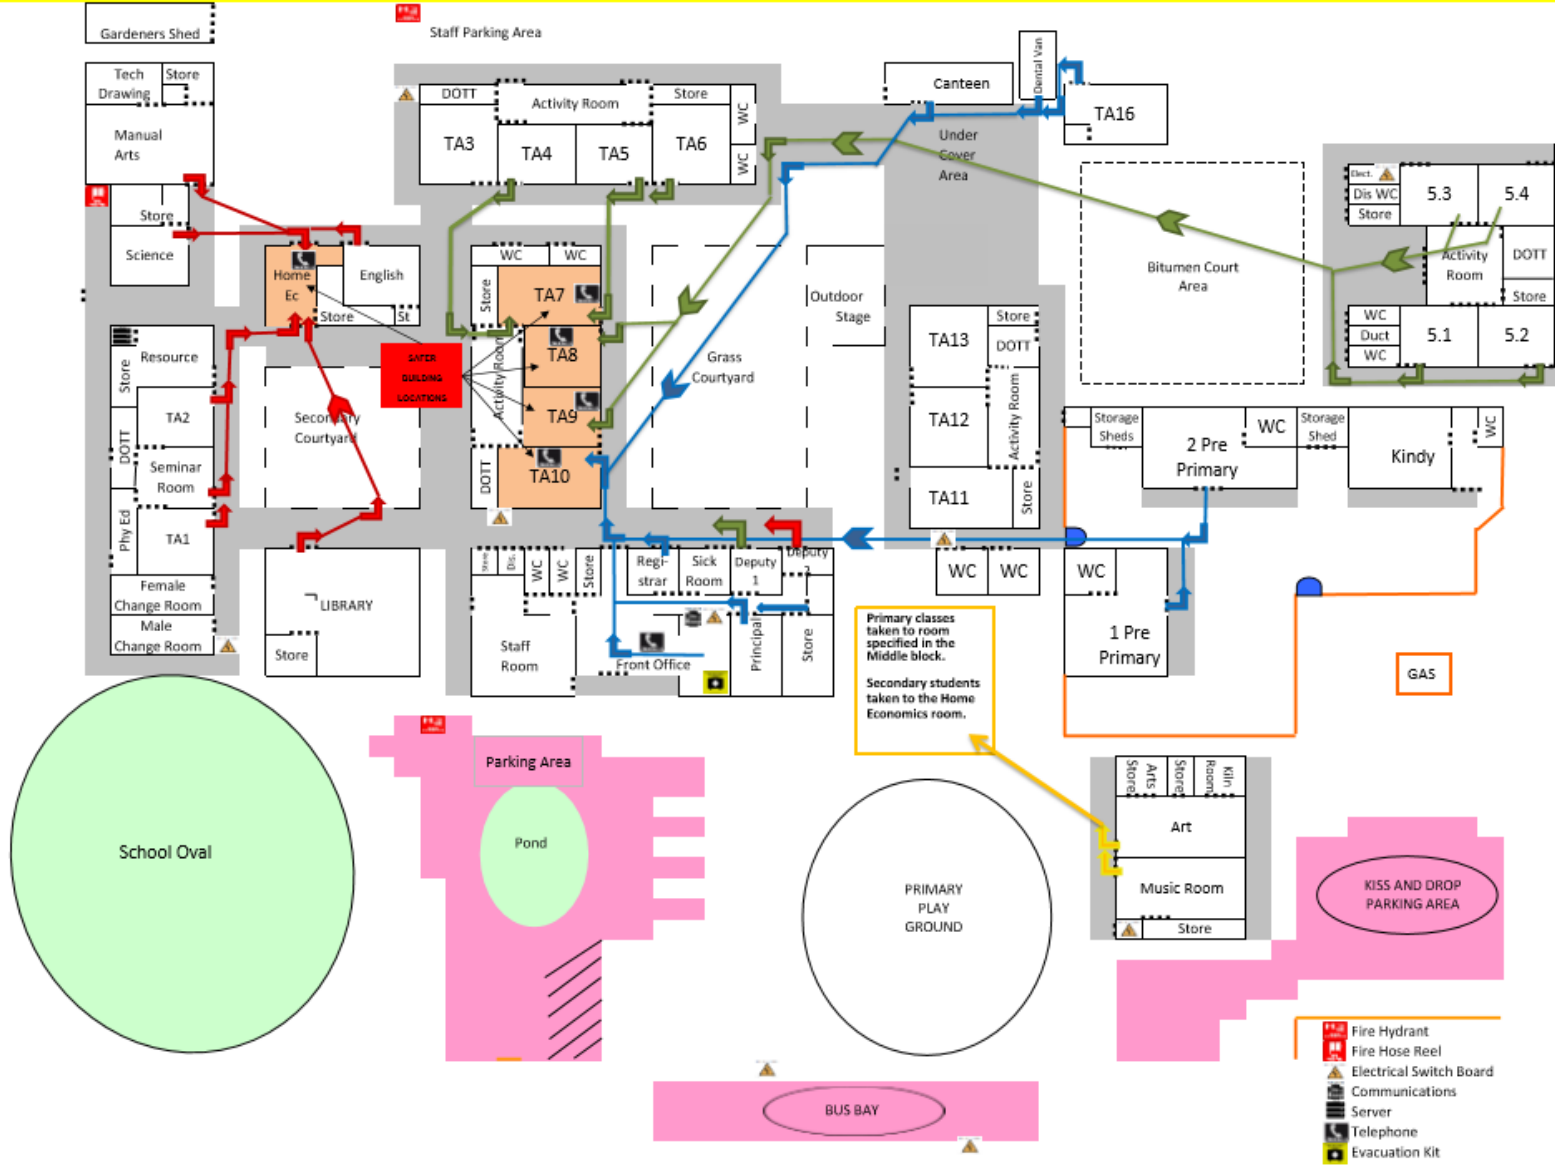 Gardeners Shed
Staff Parking Area
Tech
Drawing
Store
Manual
Arts
Store
Science
DOTT
Activity Room
Store
WC
WC
TA3
TA4
TA5
TA6
Canteen
Dental Van
TA16
Under
Cover
Area
Elect.
Dis WC
Store
5.3
5.4
Activity
Room
DOTT
Store
WC
Duct
WC
5.1
5.2
Bitumen Court
Area
Home
Ec
English
Store
St
WC
WC
Store
TA7
TA8
TA9
TA10
Activity Room
DOTT
SAFER
BUILDING
LOCATIONS
Outdoor
Stage
Grass
Courtyard
Secondary
Courtyard
TA13
Store
DOTT
TA12
Activity Room
TA11
Store
Resource
Store
TA2
DOTT
Seminar
Room
Phy Ed
TA1
Female
Change Room
Male
Change Room
LIBRARY
Store
Storage
Sheds
2 Pre
Primary
WC
Storage
Shed
Kindy
WC
Store
Dis.
WC
WC
Store
Regi-
strar
Sick
Room
Deputy
1
Deputy
2
Staff
Room
Front Office
Principal
Store
WC
WC
WC
1 Pre
Primary
Primary classes
taken to room
specified in the
Middle block.
Secondary students
taken to the Home
Economics room.
GAS
Parking Area
Pond
School Oval
PRIMARY
PLAY
GROUND
Arts
Store
Store
Kiln
Room
Art
Music Room
Store
KISS AND DROP
PARKING AREA
BUS BAY
Fire Hydrant
Fire Hose Reel
Electrical Switch Board
Communications
Server
Telephone
Evacuation Kit